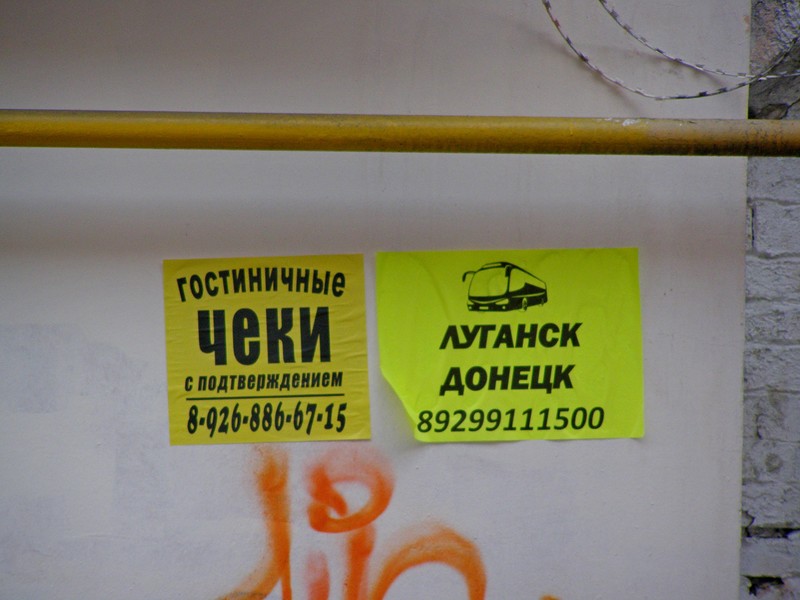 гостиничные
чеки
с подтверждением
8-926-886-67-15
ЛУГАНСК
ДОНЕЦК
89299111500